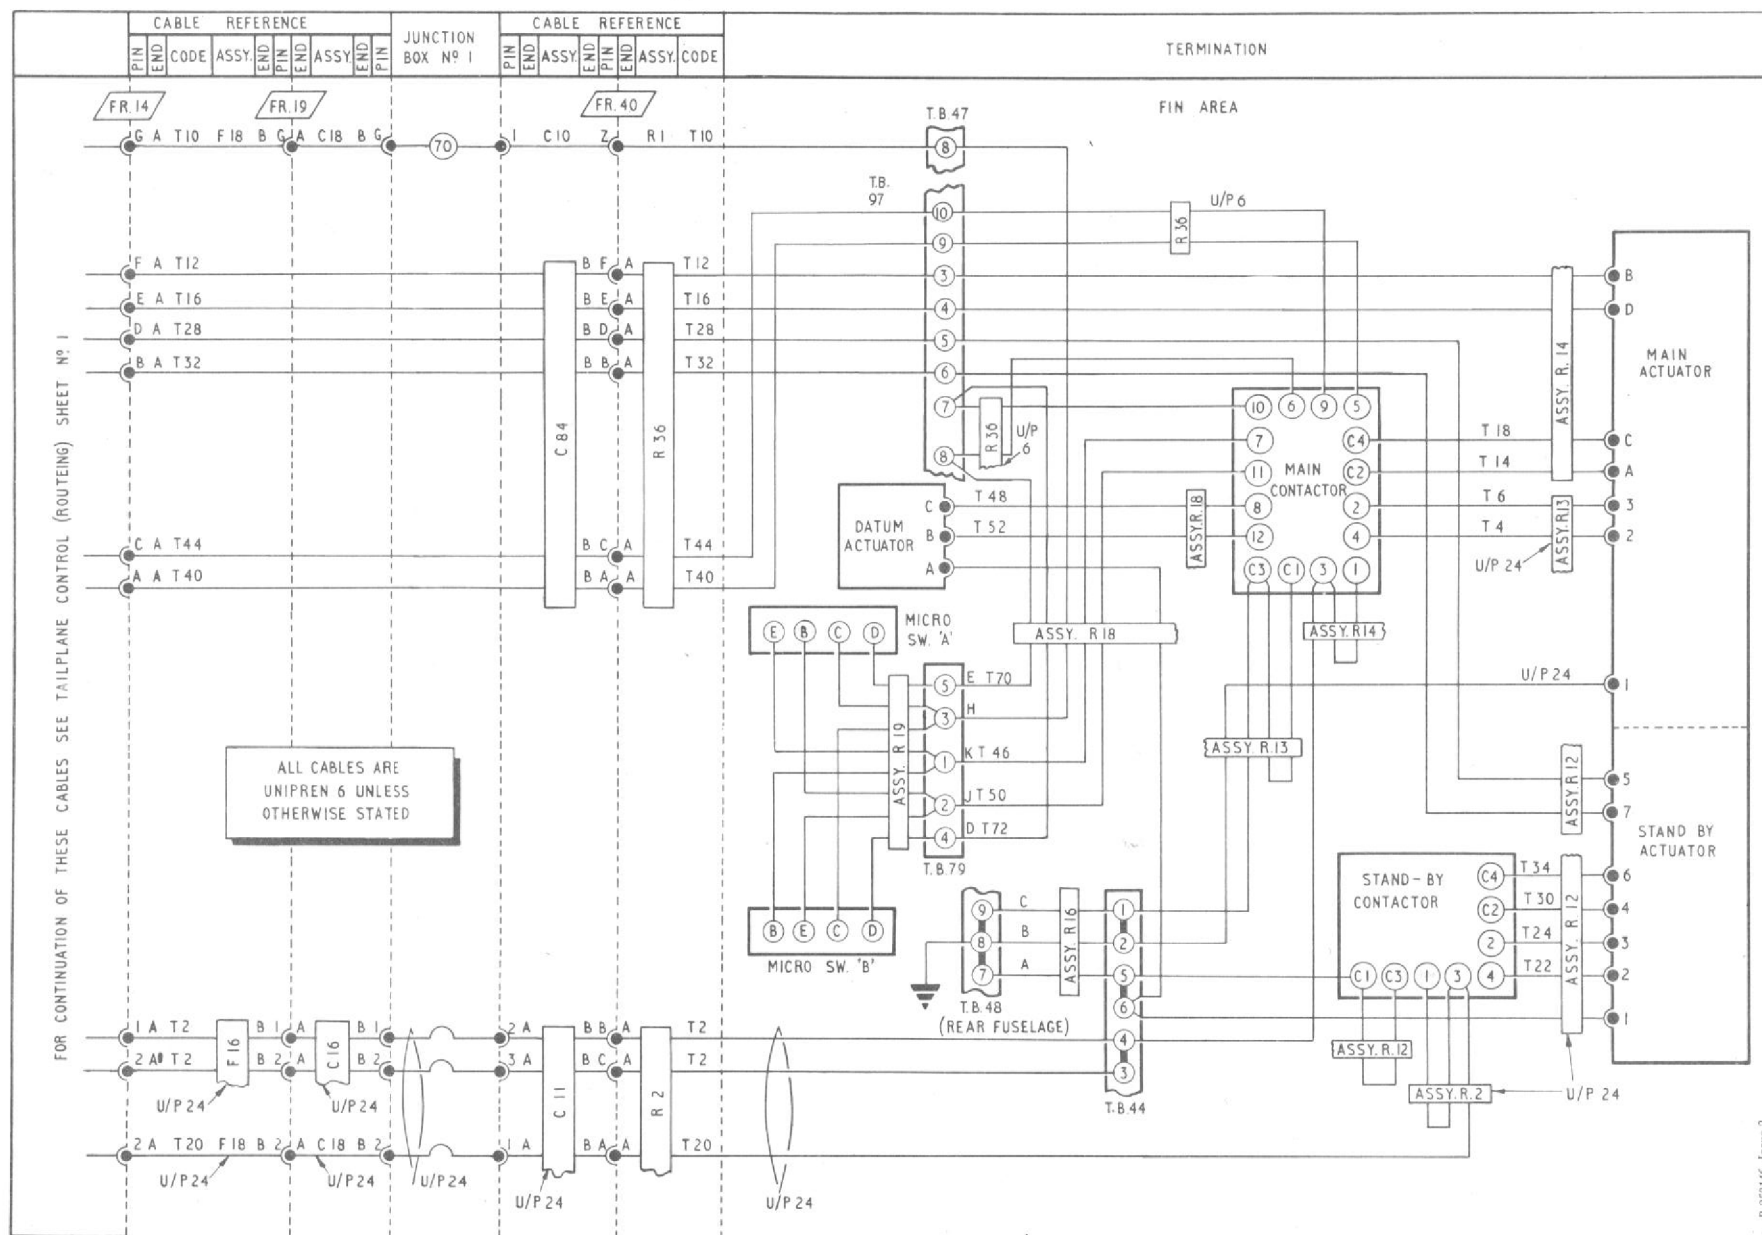 CABLE REFERENCE
JUNCTION BOX Nº 1
CABLE REFERENCE
TERMINATION
PIN END CODE ASSY. END PIN END ASSY. END PIN
PIN END ASSY. END PIN END ASSY. CODE
FR. 14
FR. 19
FR. 40
FIN AREA
G A T10 F18 B G A C18 B G
70
1 C10 Z R1 T10
T.B.47
8
T.B. 97
10
9
3
4
5
6
7
8
U/P 6
R 36
F A T12
B F A T12
E A T16
B E A T16
D A T28
B D A T28
B A T32
B B A T32
C 84
R 36
C A T44
B C A T44
A A T40
B A A T40
R 36
U/P 6
DATUM ACTUATOR
C
B
A
T 48
T 52
ASSY.R.18
MAIN CONTACTOR
10 6 9 5
7 C4
11 C2
8 2
12 4
C3 C1 3 1
T 18
T 14
T 6
T 4
ASSY. R. 14
ASSY.R13
U/P 24
B
D
C
A
3
2
1
MAIN ACTUATOR
U/P 24
ASSY. R14
ASSY. R 18
ASSY R.13
MICRO SW. 'A'
E B C D
ASSY. R 19
5 E T70
3 H
1 K T 46
2 J T 50
4 D T72
T.B.79
B E C D
MICRO SW. 'B'
FOR CONTINUATION OF THESE CABLES SEE TAILPLANE CONTROL (ROUTEING) SHEET Nº 1
ALL CABLES ARE
UNIPREN 6 UNLESS
OTHERWISE STATED
ASSY.R12
5
7
STAND BY ACTUATOR
6
4
3
2
1
STAND-BY CONTACTOR
C4
C2
2
C1 C3 1 3 4
T34
T30
T24
T22
ASSY. R 12
ASSY.R.12
ASSY.R.2
U/P 24
9
8
7
C
B
A
ASSY. R16
T.B.48
(REAR FUSELAGE)
1
2
5
6
4
3
T.B.44
1 A T2
F 16
B 1 A
C 16
B 1
2 A
B B A
T2
2 A T2
B 2 A
B 2
3 A
B C A
T2
U/P 24
U/P 24
C 11
R 2
2 A T20 F18 B 2 A C18 B 2
1 A
B A A
T20
U/P 24
U/P 24
U/P 24
U/P 24
U/P 24